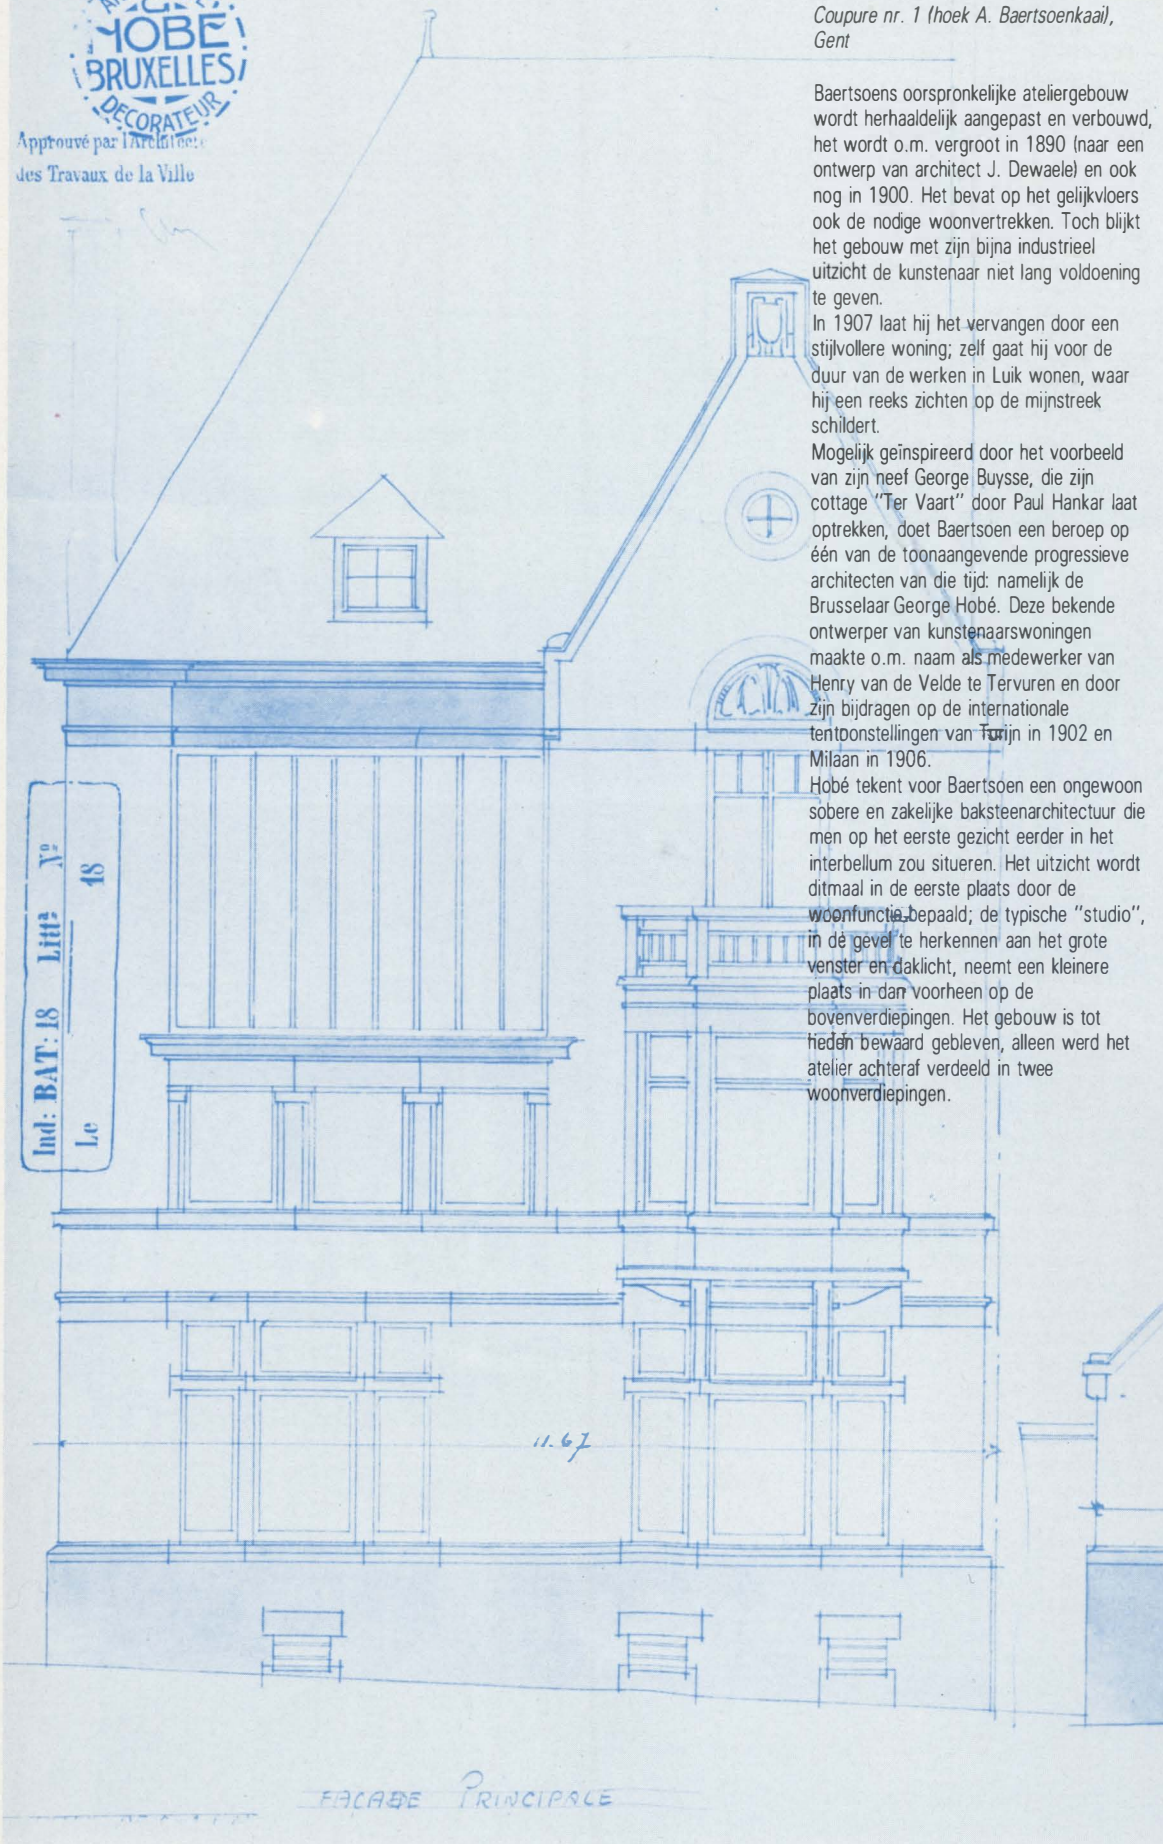 HOBÉ
BRUXELLES
DECORATEUR
Approuvé par l'Architecte
des Travaux de la Ville
Coupure nr. 1 (hoek A. Baertsoenkaai),
Gent
Baertsoens oorspronkelijke ateliergebouw
wordt herhaaldelijk aangepast en verbouwd,
het wordt o.m. vergroot in 1890 (naar een
ontwerp van architect J. Dewaele) en ook
nog in 1900. Het bevat op het gelijkvloers
ook de nodige woonvertrekken. Toch blijkt
het gebouw met zijn bijna industrieel
uitzicht de kunstenaar niet lang voldoening
te geven.
In 1907 laat hij het vervangen door een
stijlvollere woning; zelf gaat hij voor de
duur van de werken in Luik wonen, waar
hij een reeks zichten op de mijnstreek
schildert.
Mogelijk geïnspireerd door het voorbeeld
van zijn neef George Buysse, die zijn
cottage "Ter Vaart" door Paul Hankar laat
optrekken, doet Baertsoen een beroep op
één van de toonaangevende progressieve
architecten van die tijd: namelijk de
Brusselaar George Hobé. Deze bekende
ontwerper van kunstenaarswoningen
maakte o.m. naam als medewerker van
Henry van de Velde te Tervuren en door
zijn bijdragen op de internationale
tentoonstellingen van Turijn in 1902 en
Milaan in 1906.
Hobé tekent voor Baertsoen een ongewoon
sobere en zakelijke baksteenarchitectuur die
men op het eerste gezicht eerder in het
interbellum zou situeren. Het uitzicht wordt
ditmaal in de eerste plaats door de
woonfunctie bepaald; de typische "studio",
in de gevel te herkennen aan het grote
venster en daklicht, neemt een kleinere
plaats in dan voorheen op de
bovenverdiepingen. Het gebouw is tot
heden bewaard gebleven, alleen werd het
atelier achteraf verdeeld in twee
woonverdiepingen.
Ind: BAT: 18 Litta N°
Le 18
11.67
FACADE PRINCIPALE